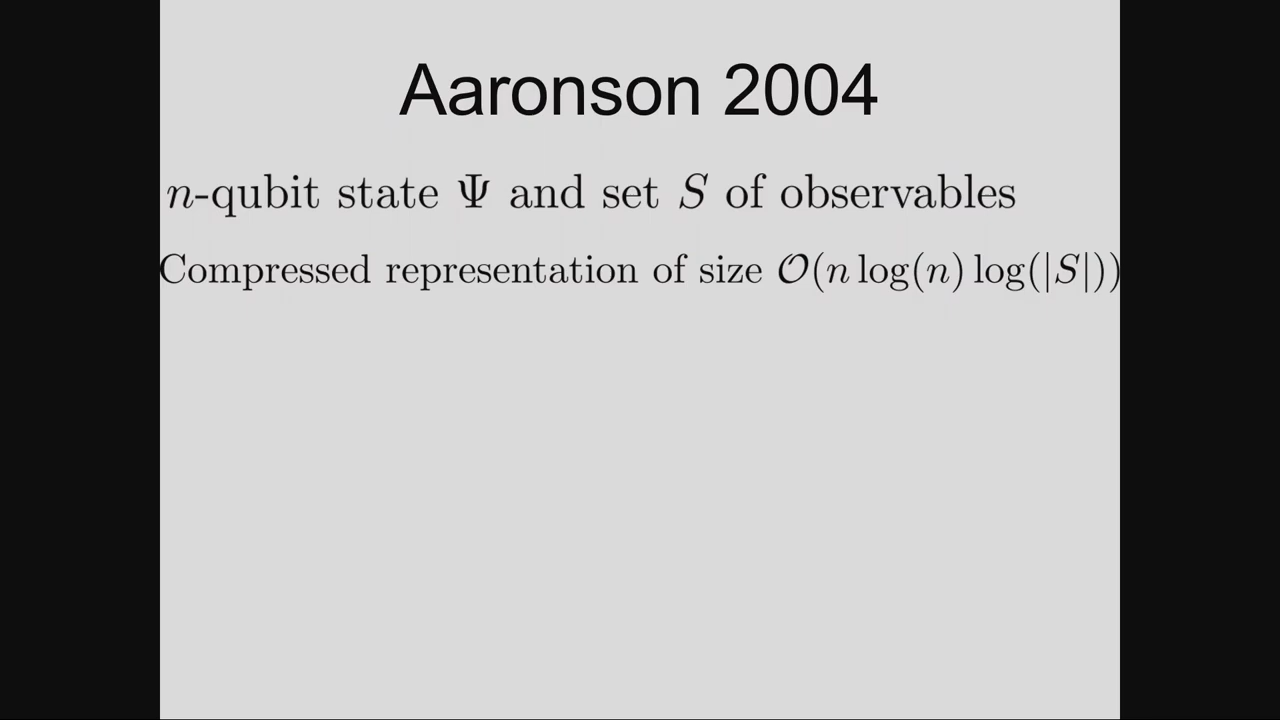 Aaronson 2004
n-qubit state Ψ and set S of observables
Compressed representation of size 𝒪(n log(n) log(|S|))